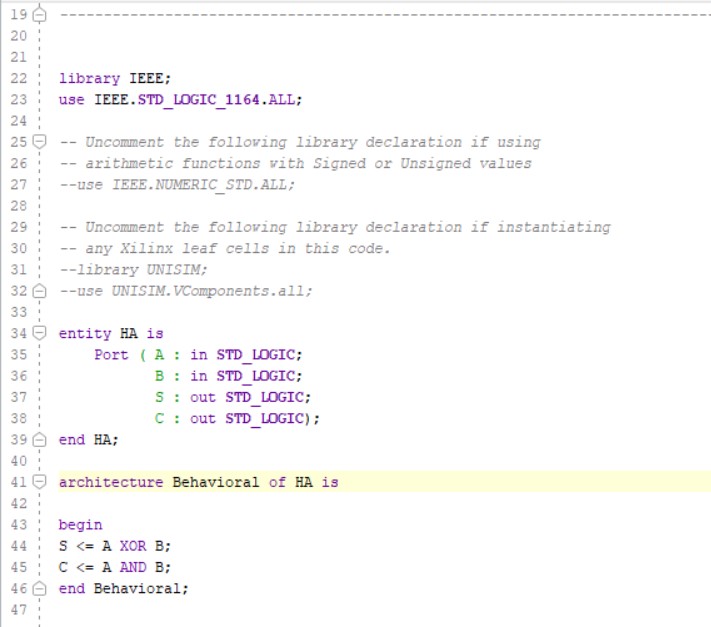 19 --------------------------------------------------------------------------
20
21
22 library IEEE;
23 use IEEE.STD_LOGIC_1164.ALL;
24
25 -- Uncomment the following library declaration if using
26 -- arithmetic functions with Signed or Unsigned values
27 --use IEEE.NUMERIC_STD.ALL;
28
29 -- Uncomment the following library declaration if instantiating
30 -- any Xilinx leaf cells in this code.
31 --library UNISIM;
32 --use UNISIM.VComponents.all;
33
34 entity HA is
35     Port ( A : in STD_LOGIC;
36            B : in STD_LOGIC;
37            S : out STD_LOGIC;
38            C : out STD_LOGIC);
39 end HA;
40
41 architecture Behavioral of HA is
42
43 begin
44 S <= A XOR B;
45 C <= A AND B;
46 end Behavioral;
47